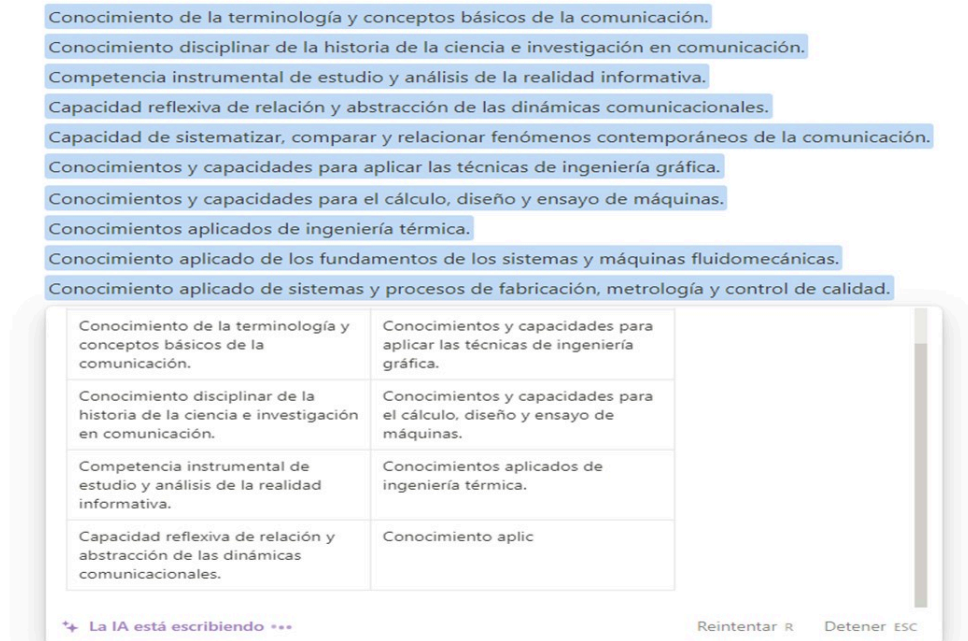 Conocimiento de la terminología y conceptos básicos de la comunicación.
Conocimiento disciplinar de la historia de la ciencia e investigación en comunicación.
Competencia instrumental de estudio y análisis de la realidad informativa.
Capacidad reflexiva de relación y abstracción de las dinámicas comunicacionales.
Capacidad de sistematizar, comparar y relacionar fenómenos contemporáneos de la comunicación.
Conocimientos y capacidades para aplicar las técnicas de ingeniería gráfica.
Conocimientos y capacidades para el cálculo, diseño y ensayo de máquinas.
Conocimientos aplicados de ingeniería térmica.
Conocimiento aplicado de los fundamentos de los sistemas y máquinas fluidomecánicas.
Conocimiento aplicado de sistemas y procesos de fabricación, metrología y control de calidad.
Conocimiento de la terminología y
conceptos básicos de la
comunicación.
Conocimientos y capacidades para
aplicar las técnicas de ingeniería
gráfica.
Conocimiento disciplinar de la
historia de la ciencia e investigación
en comunicación.
Conocimientos y capacidades para
el cálculo, diseño y ensayo de
máquinas.
Competencia instrumental de
estudio y análisis de la realidad
informativa.
Conocimientos aplicados de
ingeniería térmica.
Capacidad reflexiva de relación y
abstracción de las dinámicas
comunicacionales.
Conocimiento aplic
La IA está escribiendo •••
Reintentar R
Detener ESC